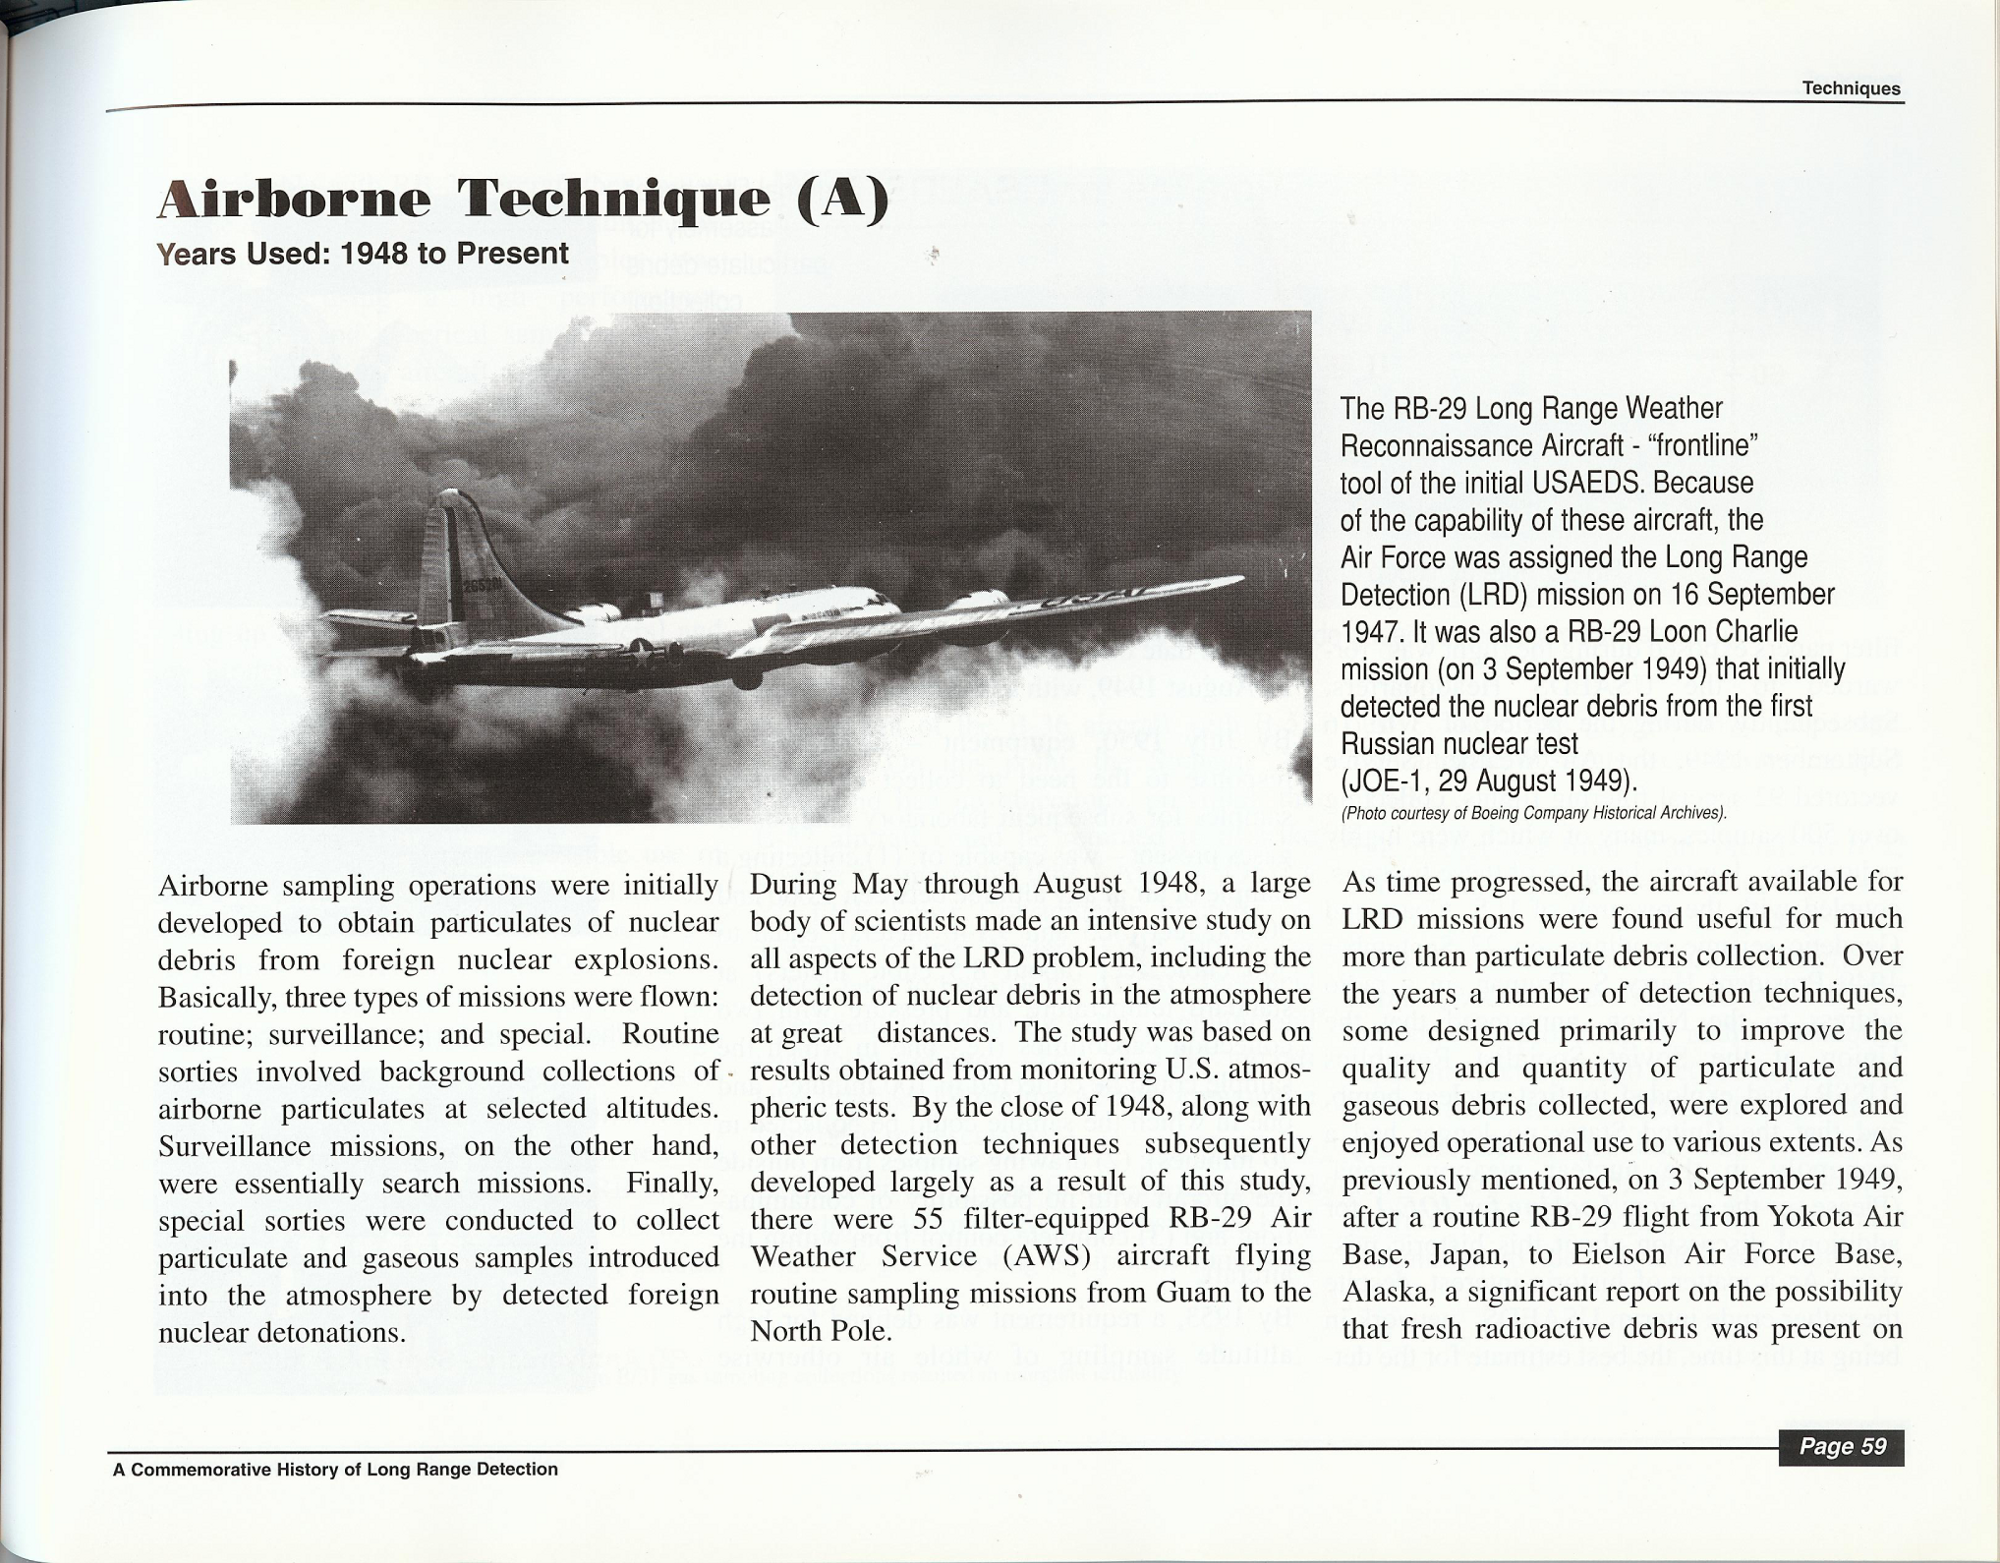 Techniques
Airborne Technique (A)
Years Used: 1948 to Present
The RB-29 Long Range Weather
Reconnaissance Aircraft - “frontline”
tool of the initial USAEDS. Because
of the capability of these aircraft, the
Air Force was assigned the Long Range
Detection (LRD) mission on 16 September
1947. It was also a RB-29 Loon Charlie
mission (on 3 September 1949) that initially
detected the nuclear debris from the first
Russian nuclear test
(JOE-1, 29 August 1949).
(Photo courtesy of Boeing Company Historical Archives).
Airborne sampling operations were initially
developed to obtain particulates of nuclear
debris from foreign nuclear explosions.
Basically, three types of missions were flown:
routine; surveillance; and special. Routine
sorties involved background collections of
airborne particulates at selected altitudes.
Surveillance missions, on the other hand,
were essentially search missions. Finally,
special sorties were conducted to collect
particulate and gaseous samples introduced
into the atmosphere by detected foreign
nuclear detonations.
During May through August 1948, a large
body of scientists made an intensive study on
all aspects of the LRD problem, including the
detection of nuclear debris in the atmosphere
at great distances. The study was based on
results obtained from monitoring U.S. atmos-
pheric tests. By the close of 1948, along with
other detection techniques subsequently
developed largely as a result of this study,
there were 55 filter-equipped RB-29 Air
Weather Service (AWS) aircraft flying
routine sampling missions from Guam to the
North Pole.
As time progressed, the aircraft available for
LRD missions were found useful for much
more than particulate debris collection. Over
the years a number of detection techniques,
some designed primarily to improve the
quality and quantity of particulate and
gaseous debris collected, were explored and
enjoyed operational use to various extents. As
previously mentioned, on 3 September 1949,
after a routine RB-29 flight from Yokota Air
Base, Japan, to Eielson Air Force Base,
Alaska, a significant report on the possibility
that fresh radioactive debris was present on
A Commemorative History of Long Range Detection
Page 59